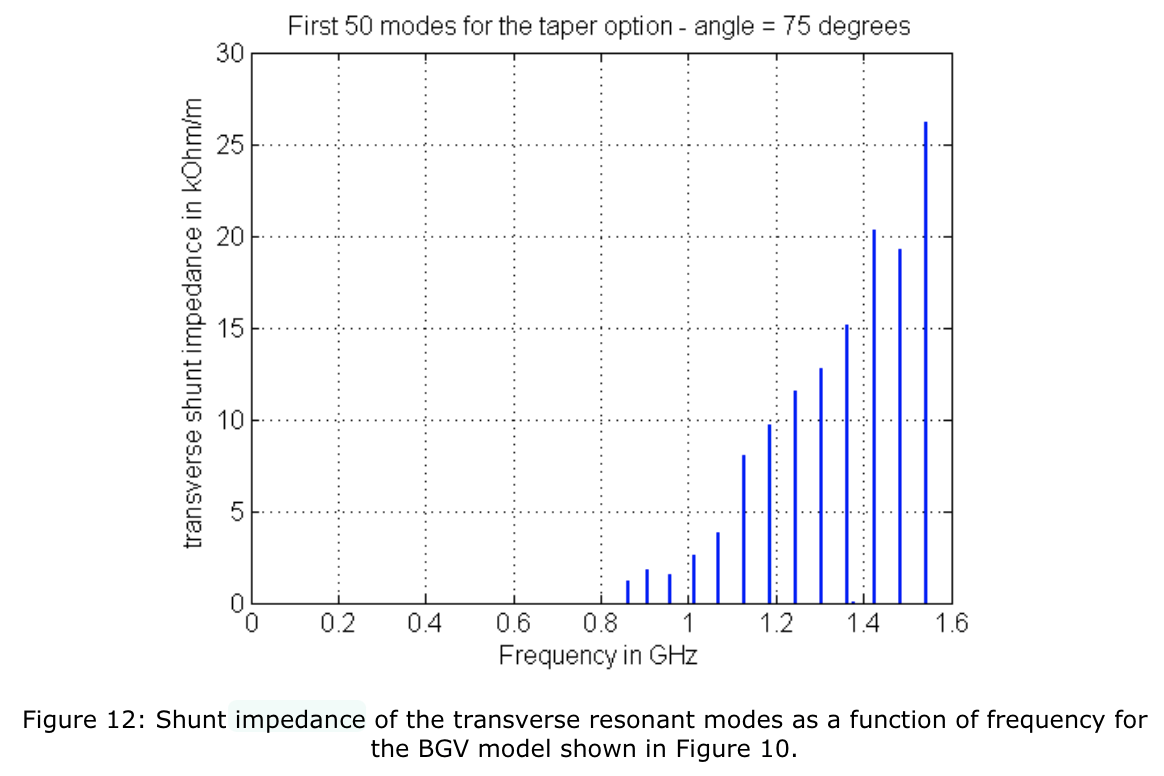 First 50 modes for the taper option - angle = 75 degrees
30
25
20
15
10
5
0
transverse shunt impedance in kOhm/m
0 0.2 0.4 0.6 0.8 1 1.2 1.4 1.6
Frequency in GHz
Figure 12: Shunt impedance of the transverse resonant modes as a function of frequency for
the BGV model shown in Figure 10.